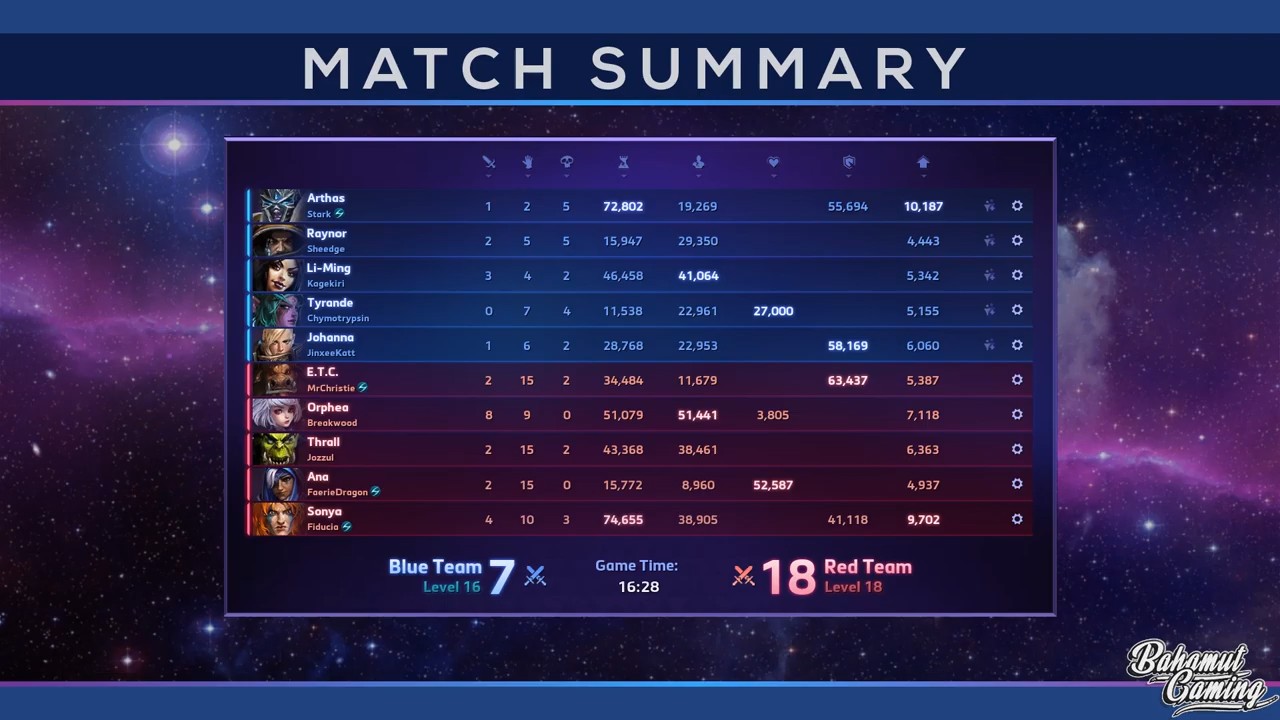 MATCH SUMMARY
Arthas
Stark
1 2 5 72,802 19,269 55,694 10,187
Raynor
Sheedge
2 5 5 15,947 29,350 4,443
Li-Ming
Kagekiri
3 4 2 46,458 41,064 5,342
Tyrande
Chymotrypsin
0 7 4 11,538 22,961 27,000 5,155
Johanna
JinxeeKatt
1 6 2 28,768 22,953 58,169 6,060
E.T.C.
MrChristie
2 15 2 34,484 11,679 63,437 5,387
Orphea
Breakwood
8 9 0 51,079 51,441 3,805 7,118
Thrall
Jozzul
2 15 2 43,368 38,461 6,363
Ana
FaerieDragon
2 15 0 15,772 8,960 52,587 4,937
Sonya
Fiducia
4 10 3 74,655 38,905 41,118 9,702
Blue Team
Level 16
7
Game Time:
16:28
18
Red Team
Level 18
Bahamut
Gaming